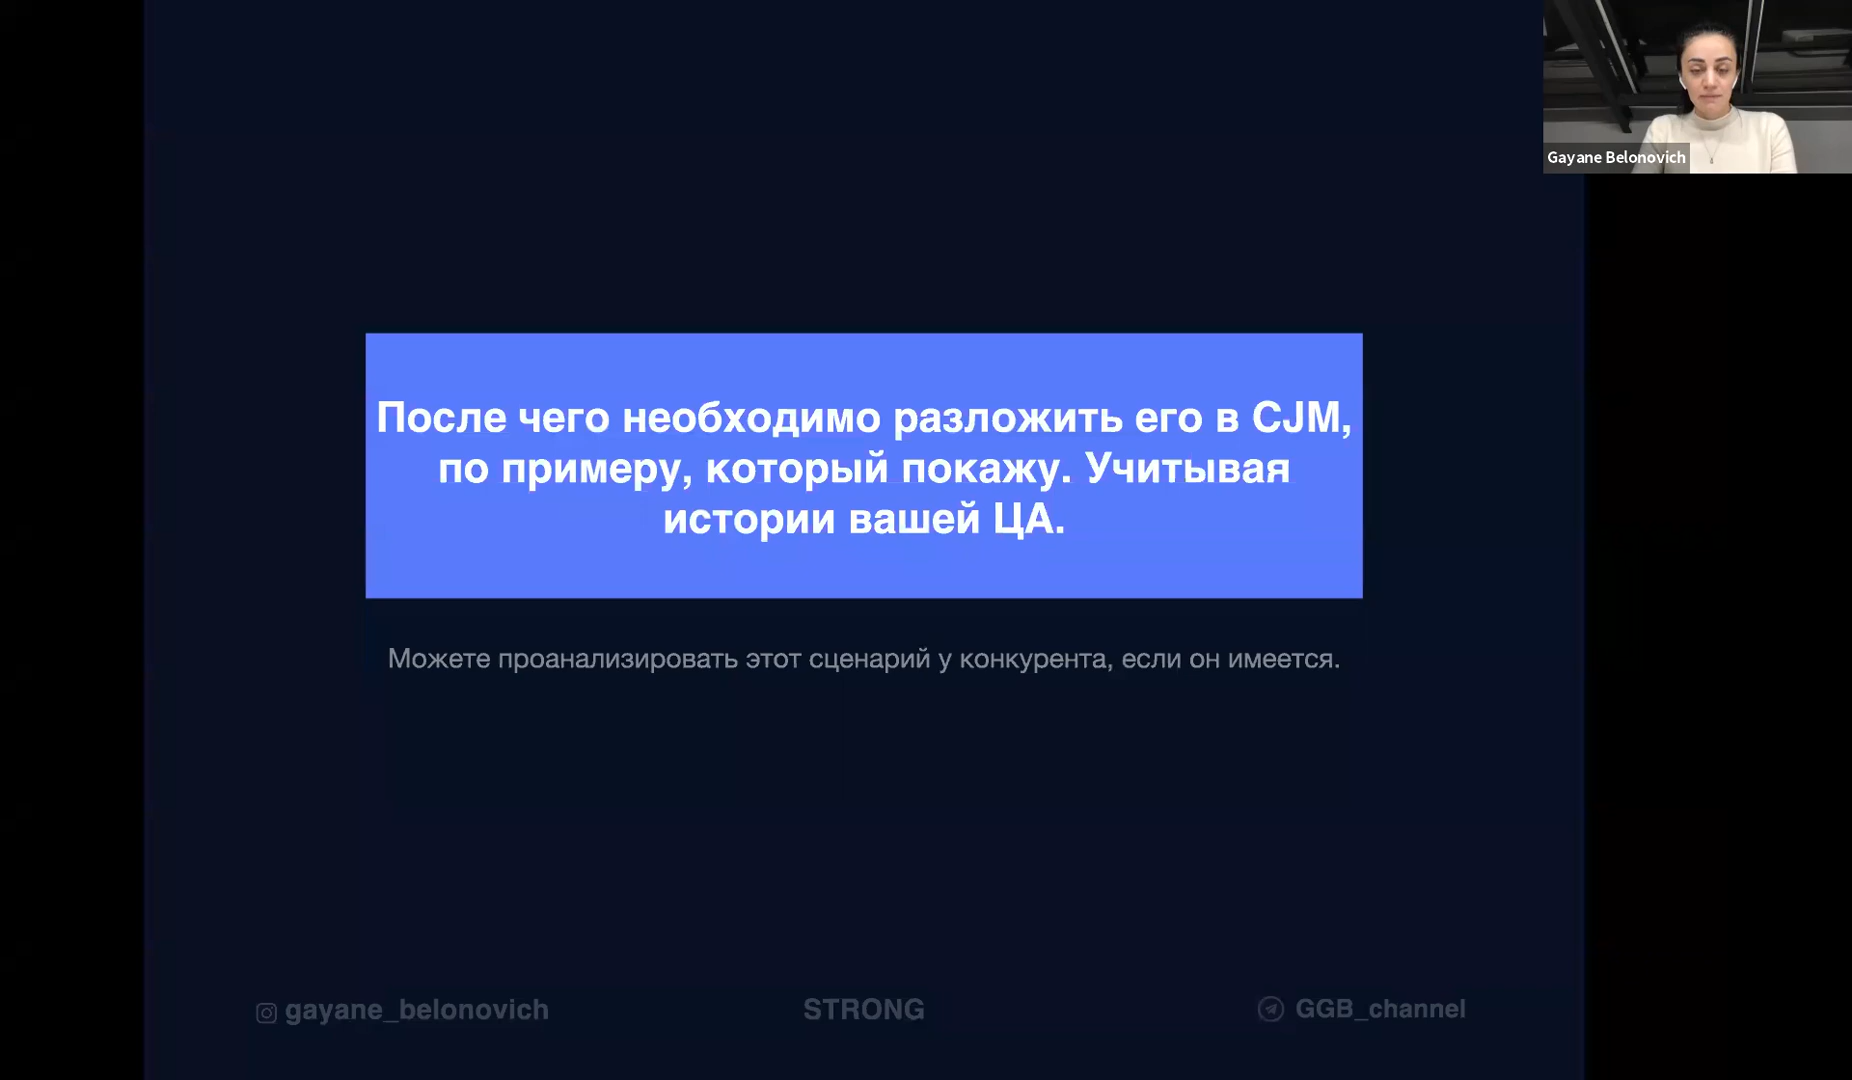 Gayane Belonovich
После чего необходимо разложить его в CJM,
по примеру, который покажу. Учитывая
истории вашей ЦА.
Можете проанализировать этот сценарий у конкурента, если он имеется.
gayane_belonovich
STRONG
GGB_channel